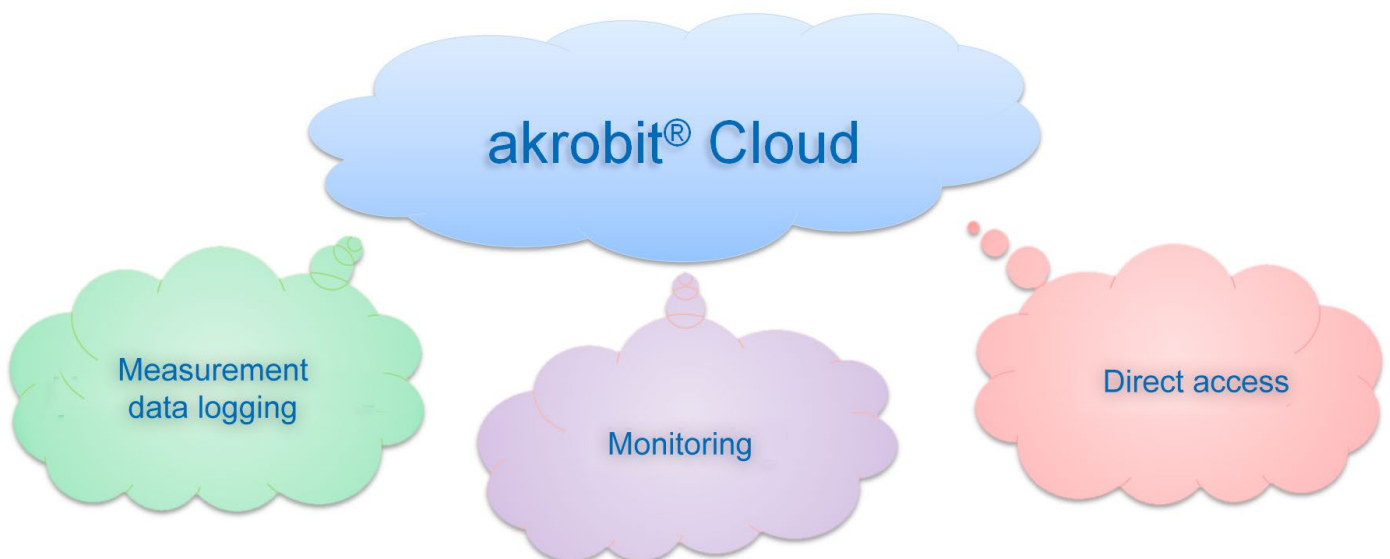 akrobit® Cloud
Measurement
data logging
Monitoring
Direct access